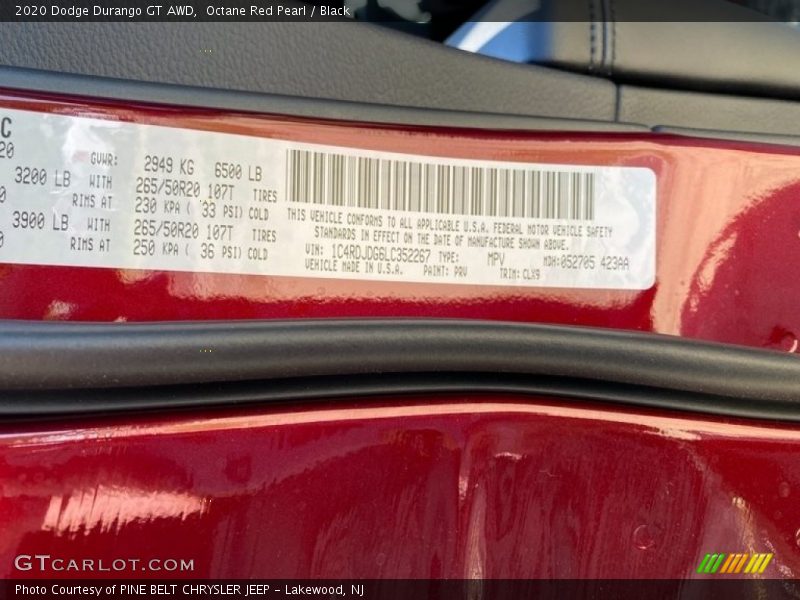 2020 Dodge Durango GT AWD,  Octane Red Pearl / Black
C
20
GVWR: 2949 KG 6500 LB
3200 LB WITH 265/50R20 107T TIRES
RIMS AT 230 KPA ( 33 PSI) COLD
3900 LB WITH 265/50R20 107T TIRES
RIMS AT 250 KPA ( 36 PSI) COLD
THIS VEHICLE CONFORMS TO ALL APPLICABLE U.S.A. FEDERAL MOTOR VEHICLE SAFETY
STANDARDS IN EFFECT ON THE DATE OF MANUFACTURE SHOWN ABOVE.
VIN: 1C4RDJDG6LC352267 TYPE: MPV MDH:052705 423AA
VEHICLE MADE IN U.S.A. PAINT: PRV TRIM: CLX9
GTCARLOT.COM
Photo Courtesy of PINE BELT CHRYSLER JEEP - Lakewood, NJ